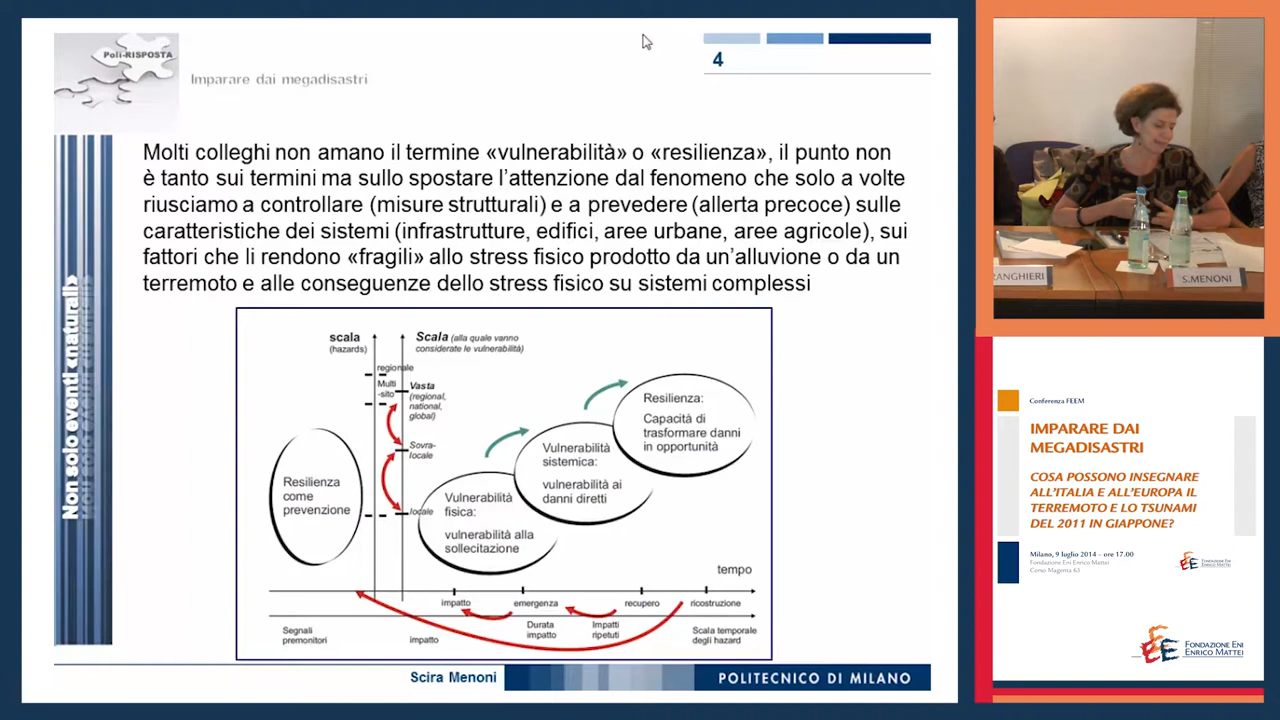 Poli-RISPOSTA
Imparare dai megadisastri
4
Molti colleghi non amano il termine «vulnerabilità» o «resilienza», il punto non
è tanto sui termini ma sullo spostare l'attenzione dal fenomeno che solo a volte
riusciamo a controllare (misure strutturali) e a prevedere (allerta precoce) sulle
caratteristiche dei sistemi (infrastrutture, edifici, aree urbane, aree agricole), sui
fattori che li rendono «fragili» allo stress fisico prodotto da un'alluvione o da un
terremoto e alle conseguenze dello stress fisico su sistemi complessi
Non solo eventi «naturali»
scala
(hazards)
Scala (alla quale vanno
considerate le vulnerabilità)
regionale
Multi
-sito
Vasta
(regional,
national,
global)
Sovra-
locale
locale
Resilienza
come
prevenzione
Vulnerabilità
fisica:
vulnerabilità alla
sollecitazione
Vulnerabilità
sistemica:
vulnerabilità ai
danni diretti
Resilienza:
Capacità di
trasformare danni
in opportunità
tempo
impatto
emergenza
recupero
ricostruzione
Segnali
premonitori
impatto
Durata
impatto
Impatti
ripetuti
Scala temporale
degli hazard
Scira Menoni
POLITECNICO DI MILANO
RANGHIERI
S.MENONI
Conferenza FEEM
IMPARARE DAI
MEGADISASTRI
COSA POSSONO INSEGNARE
ALL'ITALIA E ALL'EUROPA IL
TERREMOTO E LO TSUNAMI
DEL 2011 IN GIAPPONE?
Milano, 9 luglio 2014 – ore 17.00
Fondazione Eni Enrico Mattei
Corso Magenta 63
FONDAZIONE ENI
ENRICO MATTEI